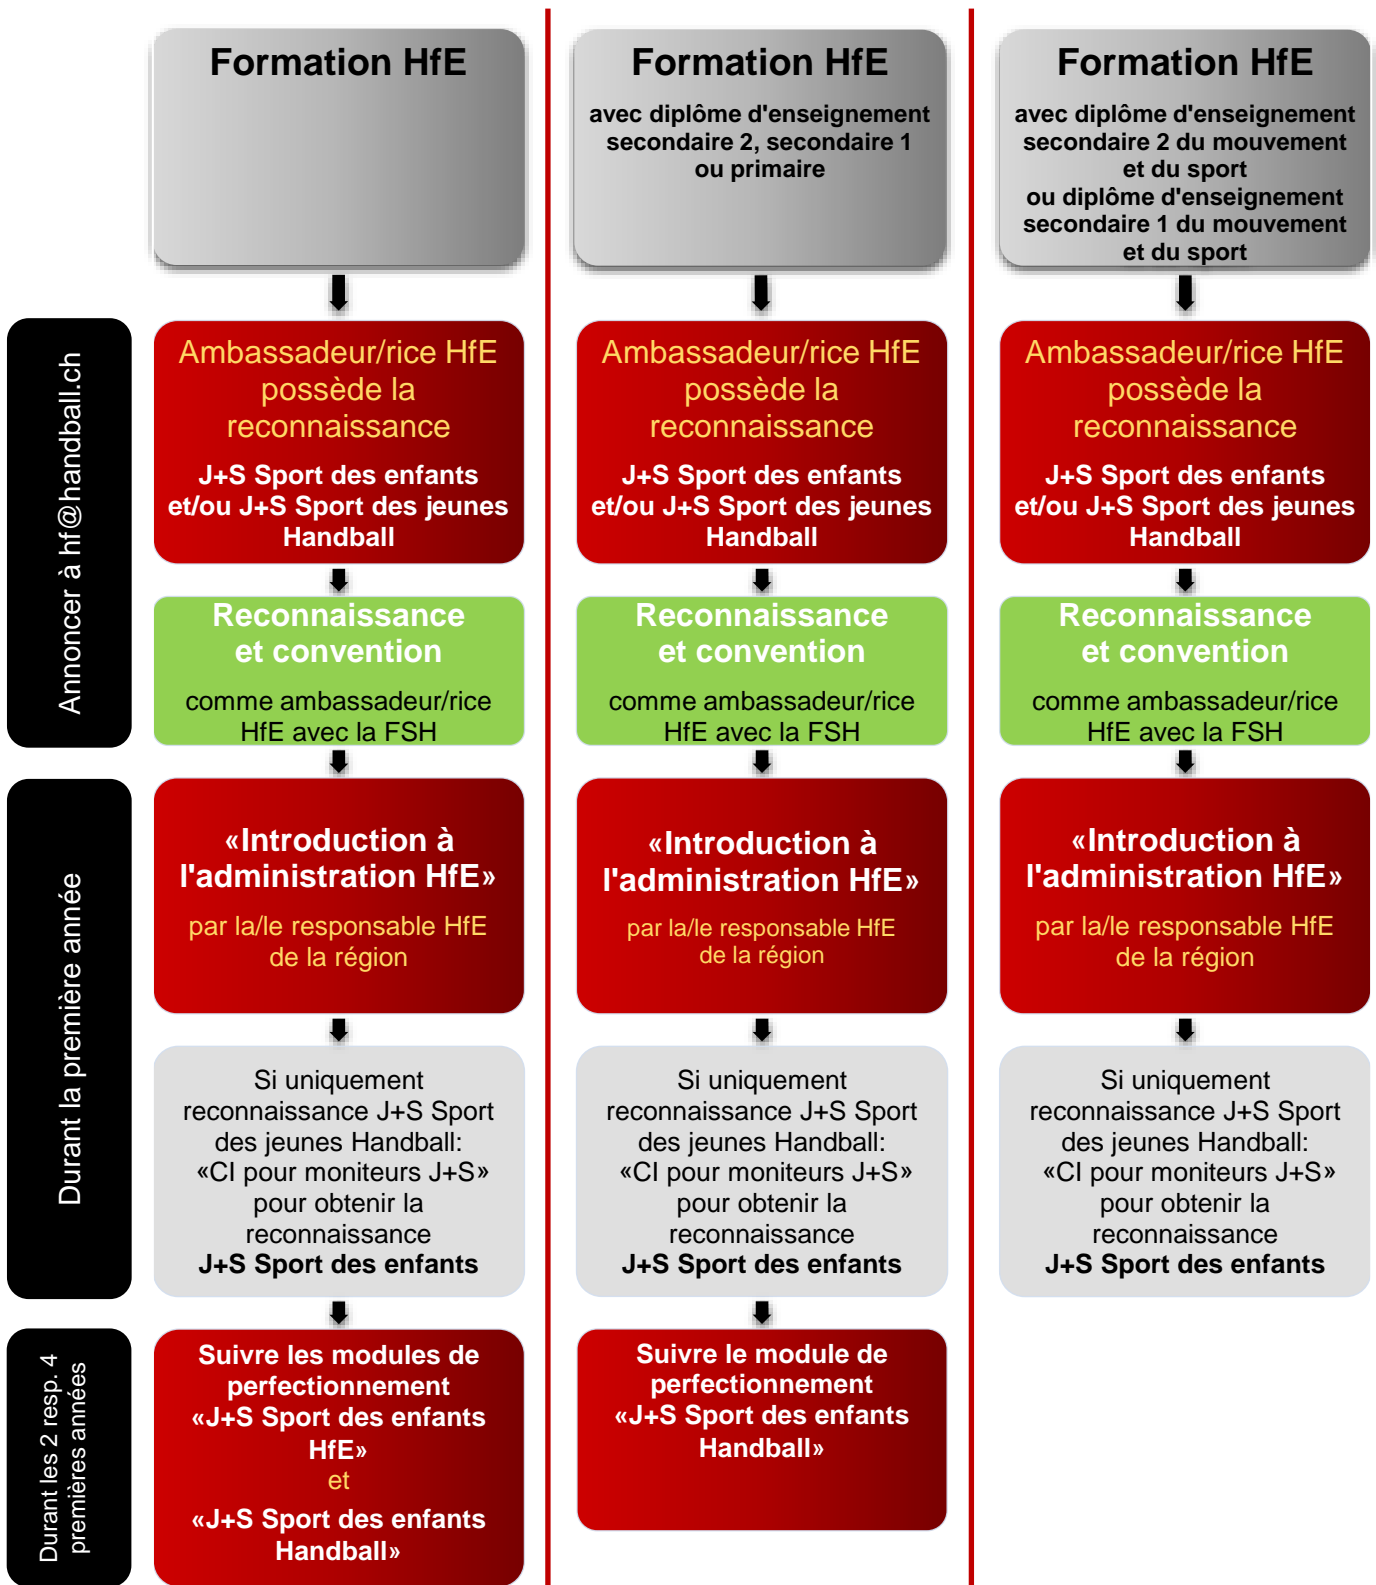 Formation HfE
Formation HfE
avec diplôme d'enseignement
secondaire 2, secondaire 1
ou primaire
Formation HfE
avec diplôme d'enseignement
secondaire 2 du mouvement
et du sport
ou diplôme d'enseignement
secondaire 1 du mouvement
et du sport
Annoncer à hf@handball.ch
Ambassadeur/rice HfE
possède la
reconnaissance
J+S Sport des enfants
et/ou J+S Sport des jeunes
Handball
Ambassadeur/rice HfE
possède la
reconnaissance
J+S Sport des enfants
et/ou J+S Sport des jeunes
Handball
Ambassadeur/rice HfE
possède la
reconnaissance
J+S Sport des enfants
et/ou J+S Sport des jeunes
Handball
Reconnaissance
et convention
comme ambassadeur/rice
HfE avec la FSH
Reconnaissance
et convention
comme ambassadeur/rice
HfE avec la FSH
Reconnaissance
et convention
comme ambassadeur/rice
HfE avec la FSH
Durant la première année
«Introduction à
l'administration HfE»
par la/le responsable HfE
de la région
«Introduction à
l'administration HfE»
par la/le responsable HfE
de la région
«Introduction à
l'administration HfE»
par la/le responsable HfE
de la région
Si uniquement
reconnaissance J+S Sport
des jeunes Handball:
«CI pour moniteurs J+S»
pour obtenir la
reconnaissance
J+S Sport des enfants
Si uniquement
reconnaissance J+S Sport
des jeunes Handball:
«CI pour moniteurs J+S»
pour obtenir la
reconnaissance
J+S Sport des enfants
Si uniquement
reconnaissance J+S Sport
des jeunes Handball:
«CI pour moniteurs J+S»
pour obtenir la
reconnaissance
J+S Sport des enfants
Durant les 2 resp. 4
premières années
Suivre les modules de
perfectionnement
«J+S Sport des enfants
HfE»
et
«J+S Sport des enfants
Handball»
Suivre le module de
perfectionnement
«J+S Sport des enfants
Handball»